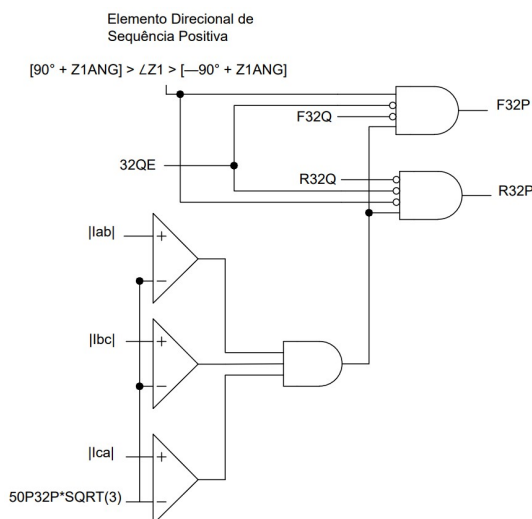 Elemento Direcional de
Sequência Positiva
[90° + Z1ANG] > ∠Z1 > [—90° + Z1ANG]
F32P
F32Q
32QE
R32Q
R32P
|Iab|
+
−
|Ibc|
+
−
|Ica|
+
50P32P*SQRT(3)
−